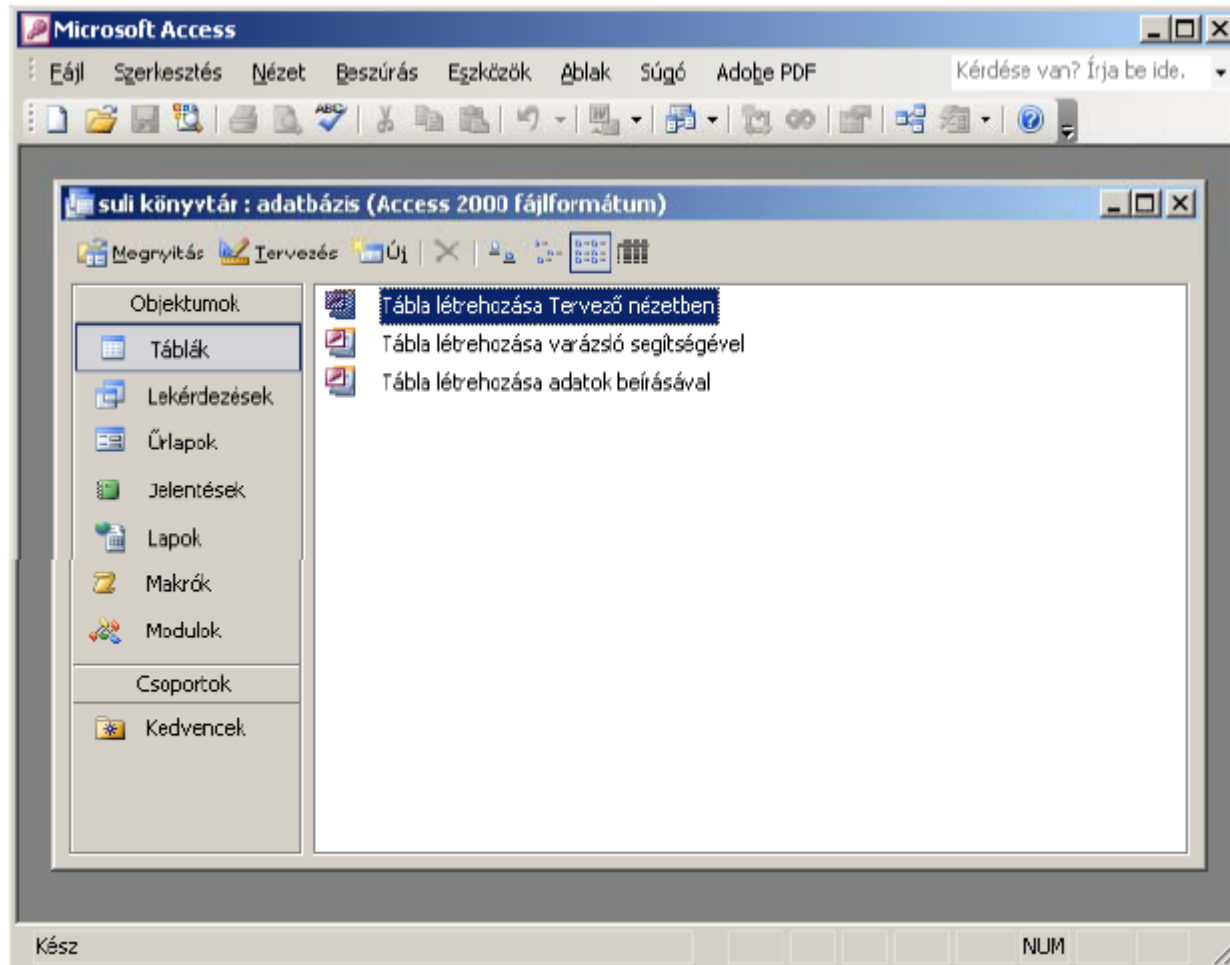 Microsoft Access
Fájl Szerkesztés Nézet Beszúrás Eszközök Ablak Súgó Adobe PDF Kérdése van? Írja be ide.
suli könyvtár : adatbázis (Access 2000 fájlformátum)
Megnyitás Tervezés Új
Objektumok
Táblák
Lekérdezések
Űrlapok
Jelentések
Lapok
Makrók
Modulok
Csoportok
Kedvencek
Tábla létrehozása Tervező nézetben
Tábla létrehozása varázsló segítségével
Tábla létrehozása adatok beírásával
Kész NUM